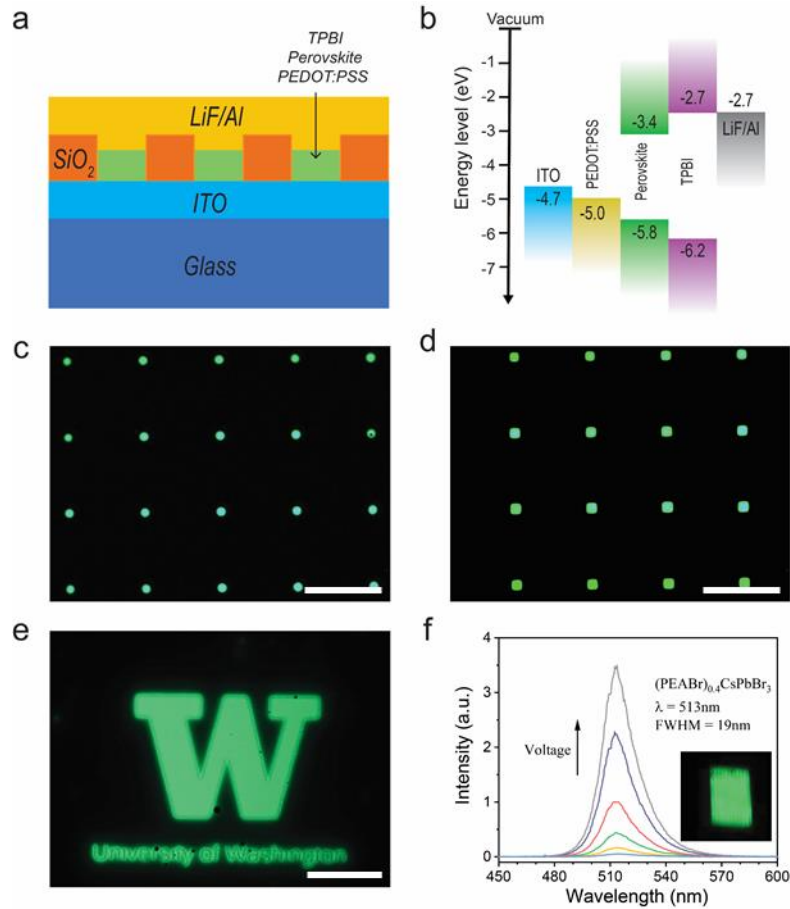 a
TPBI
Perovskite
PEDOT:PSS
LiF/Al
SiO2
ITO
Glass
b
Vacuum
Energy level (eV)
-1
-2
-3
-4
-5
-6
-7
ITO
-4.7
PEDOT:PSS
-5.0
Perovskite
-3.4
-5.8
TPBI
-2.7
-6.2
-2.7
LiF/Al
c
d
e
University of Washington
f
Intensity (a.u.)
4
3
2
1
0
Voltage
(PEABr)0.4CsPbBr3
λ = 513nm
FWHM = 19nm
450 480 510 540 570 600
Wavelength (nm)